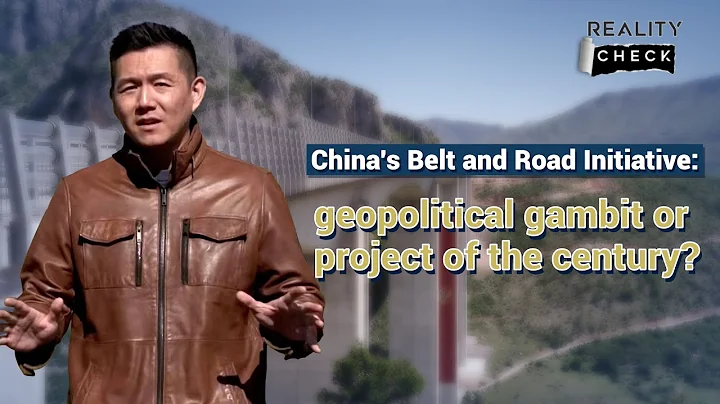 REALITY
CHECK
China's Belt and Road Initiative:
geopolitical gambit or
project of the century?